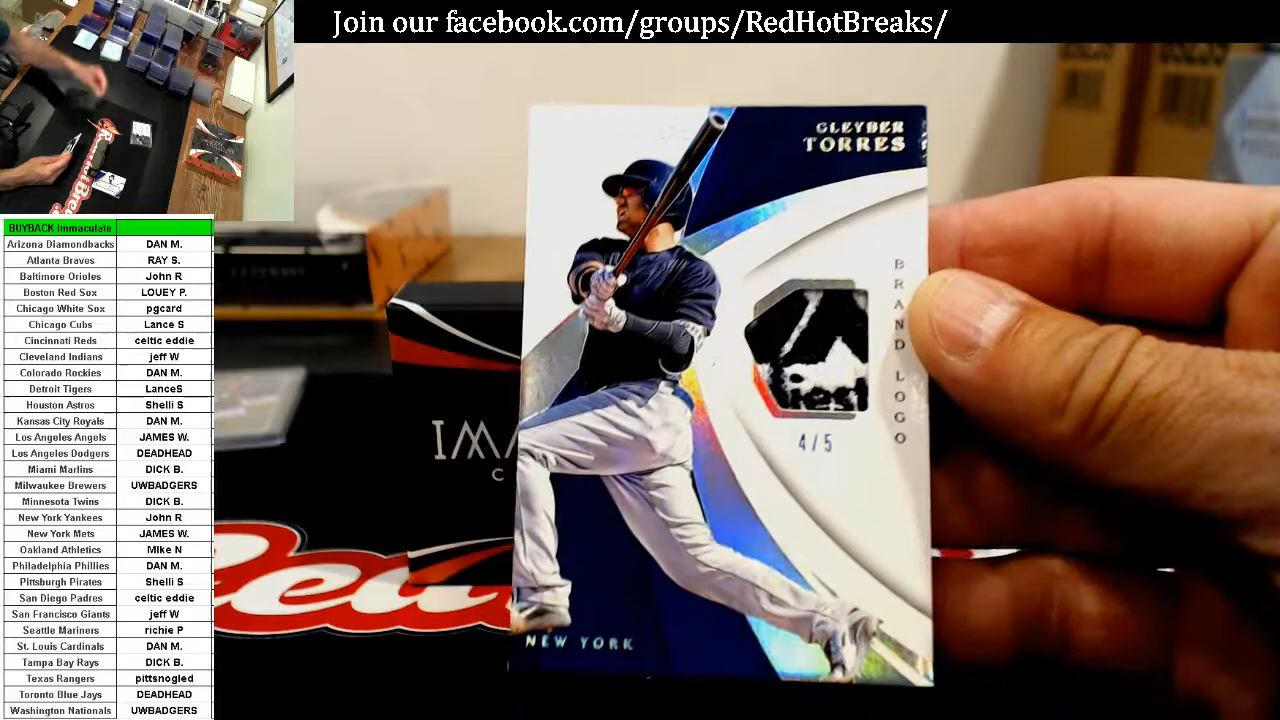 Join our facebook.com/groups/RedHotBreaks/
BUYBACK Immaculate
Arizona Diamondbacks DAN M.
Atlanta Braves RAY S.
Baltimore Orioles John R
Boston Red Sox LOUEY P.
Chicago White Sox pgcard
Chicago Cubs Lance S
Cincinnati Reds celtic eddie
Cleveland Indians jeff W
Colorado Rockies DAN M.
Detroit Tigers LanceS
Houston Astros Shelli S
Kansas City Royals DAN M.
Los Angeles Angels JAMES W.
Los Angeles Dodgers DEADHEAD
Miami Marlins DICK B.
Milwaukee Brewers UWBADGERS
Minnesota Twins DICK B.
New York Yankees John R
New York Mets JAMES W.
Oakland Athletics Mike N
Philadelphia Phillies DAN M.
Pittsburgh Pirates Shelli S
San Diego Padres celtic eddie
San Francisco Giants jeff W
Seattle Mariners richie P
St. Louis Cardinals DAN M.
Tampa Bay Rays DICK B.
Texas Rangers pittsnogled
Toronto Blue Jays DEADHEAD
Washington Nationals UWBADGERS
GLEYBER
TORRES
BRAND LOGO
4/5
NEW YORK